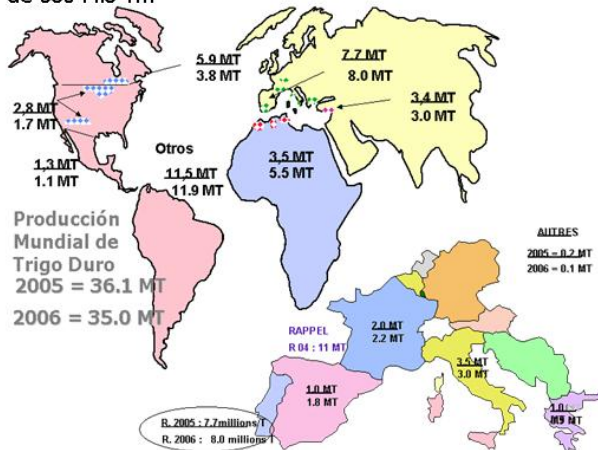 5.9 MT
3.8 MT
7.7 MT
8.0 MT
3,4 MT
3.0 MT
2,8 MT
1.7 MT
1,3 MT
1.1 MT
Otros
11,5 MT
11.9 MT
3,5 MT
5.5 MT
Producción
Mundial de
Trigo Duro
2005 = 36.1 MT
2006 = 35.0 MT
AUTRES
2005 = 0.2 MT
2006 = 0.1 MT
RAPPEL
R 04 : 11 MT
2.0 MT
2.2 MT
3.5 MT
3.0 MT
1.0 MT
1.8 MT
1.0
MT
R. 2005 : 7.7millions T
R. 2006 : 8.0 millions T